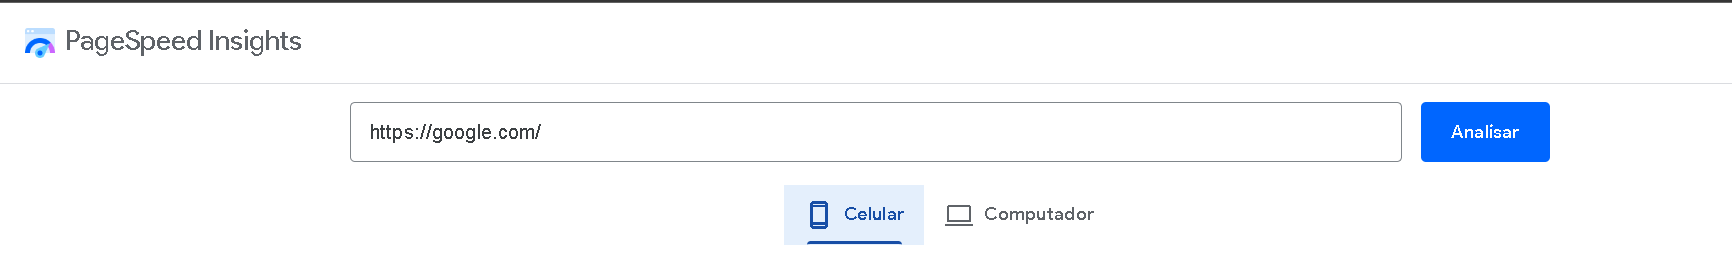 PageSpeed Insights
https://google.com/
Analisar
Celular
Computador